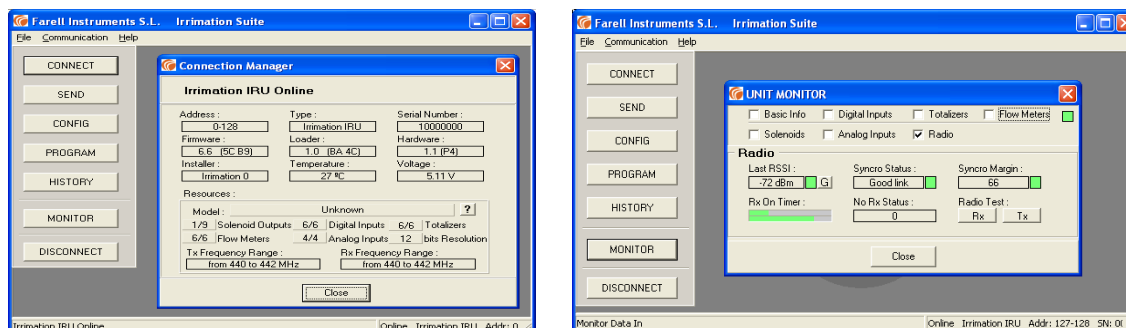 Farell Instruments S.L. Irrimation Suite
File Communication Help
CONNECT
SEND
CONFIG
PROGRAM
HISTORY
MONITOR
DISCONNECT
Connection Manager
Irrimation IRU Online
Address : Type : Serial Number :
0-128 Irrimation IRU 10000000
Firmware : Loader : Hardware :
6.6 (5C B9) 1.0 (BA 4C) 1.1 (P4)
Installer : Temperature : Voltage :
Irrimation 0 27 ºC 5.11 V
Resources :
Model : Unknown ?
1/9 Solenoid Outputs 6/6 Digital Inputs 6/6 Totalizers
6/6 Flow Meters 4/4 Analog Inputs 12 bits Resolution
Tx Frequency Range : Rx Frequency Range :
from 440 to 442 MHz from 440 to 442 MHz
Close
Irrimation IRU Online Online Irrimation IRU Addr: 0
Farell Instruments S.L. Irrimation Suite
File Communication Help
CONNECT
SEND
CONFIG
PROGRAM
HISTORY
MONITOR
DISCONNECT
UNIT MONITOR
Basic Info Digital Inputs Totalizers Flow Meters
Solenoids Analog Inputs Radio
Radio
Last RSSI : Syncro Status : Syncro Margin :
-72 dBm G Good link 66
Rx On Timer : No Rx Status : Radio Test :
0 Rx Tx
Close
Monitor Data In Online Irrimation IRU Addr: 127-128 SN: